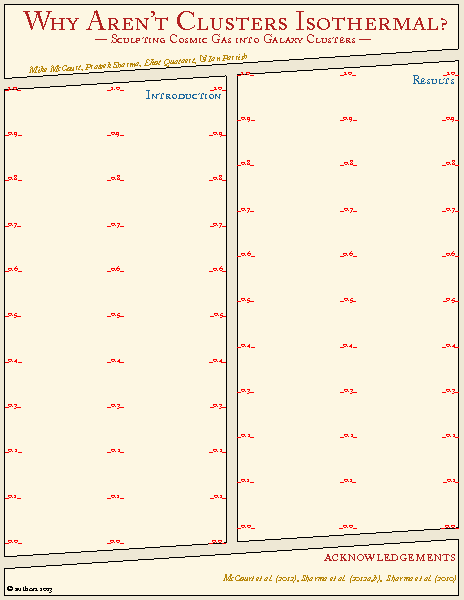 Why Aren't Clusters Isothermal?
— Sculpting Cosmic Gas into Galaxy Clusters —
Mike McCourt, Prateek Sharma, Eliot Quataert, & Ian Parrish
Introduction
1.0 1.0 1.0
0.9 0.9 0.9
0.8 0.8 0.8
0.7 0.7 0.7
0.6 0.6 0.6
0.5 0.5 0.5
0.4 0.4 0.4
0.3 0.3 0.3
0.2 0.2 0.2
0.1 0.1 0.1
0.0 0.0 0.0
Results
1.0 1.0 1.0
0.9 0.9 0.9
0.8 0.8 0.8
0.7 0.7 0.7
0.6 0.6 0.6
0.5 0.5 0.5
0.4 0.4 0.4
0.3 0.3 0.3
0.2 0.2 0.2
0.1 0.1 0.1
0.0 0.0 0.0
Acknowledgements
McCourt et al. (2012), Sharma et al. (2012a,b), Sharma et al. (2010)
© authors 2013